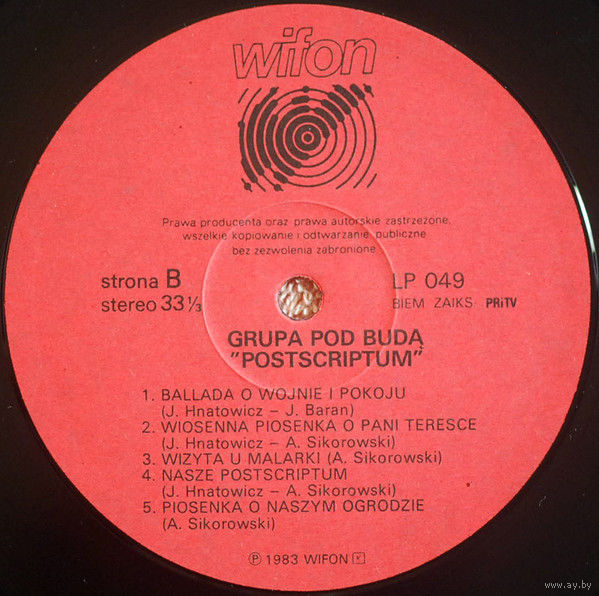 wifon
Prawa producenta oraz prawa autorskie zastrzeżone,
wszelkie kopiowanie i odtwarzanie publiczne
bez zezwolenia zabronione
strona B
stereo 33 ⅓
LP 049
BIEM ZAIKS PRiTV
GRUPA POD BUDĄ
"POSTSCRIPTUM"
1. BALLADA O WOJNIE I POKOJU
(J. Hnatowicz – J. Baran)
2. WIOSENNA PIOSENKA O PANI TERESCE
(J. Hnatowicz – A. Sikorowski)
3. WIZYTA U MALARKI (A. Sikorowski)
4. NASZE POSTSCRIPTUM
(J. Hnatowicz – A. Sikorowski)
5. PIOSENKA O NASZYM OGRODZIE
(A. Sikorowski)
℗ 1983 WIFON
www.ay.by